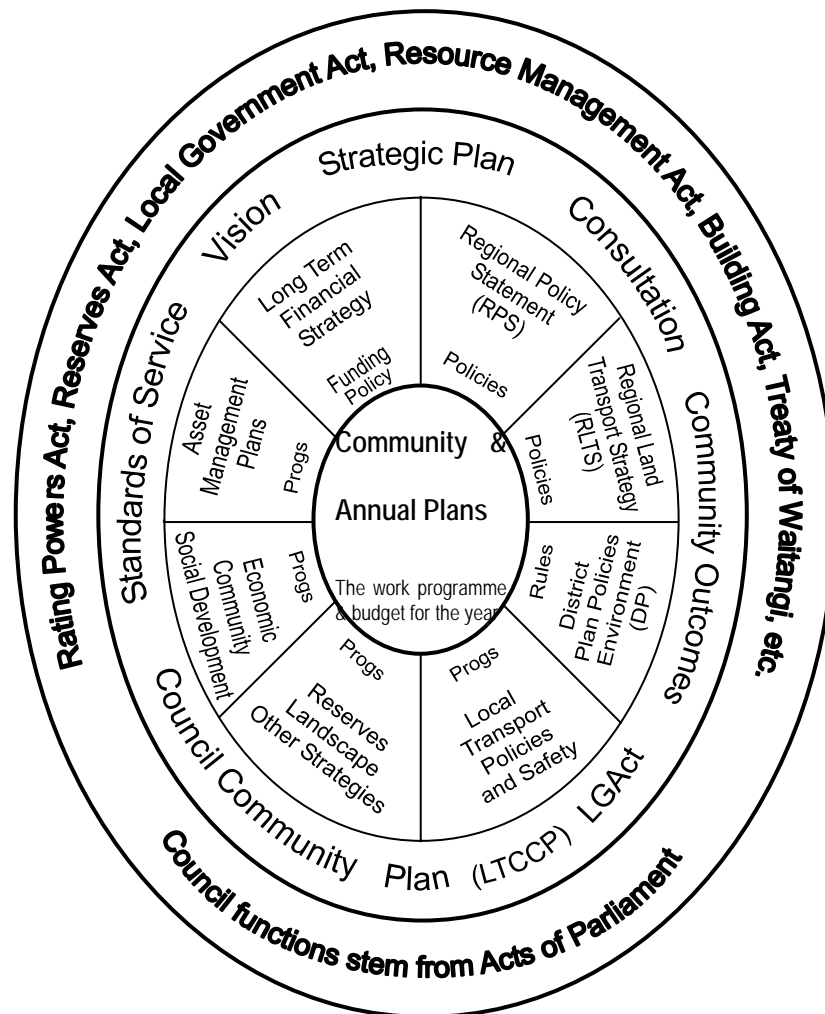 Rating Powers Act, Reserves Act, Local Government Act, Resource Management Act, Building Act, Treaty of Waitangi, etc.
Standards of Service
Vision
Strategic Plan
Consultation
Community Outcomes
Long Term
Financial
Strategy
Funding
Policy
Regional Policy
Statement
(RPS)
Policies
Regional Land
Transport Strategy
(RLTS)
Policies
District
Plan Policies
Environment
(DP)
Rules
Local
Transport
Policies
and Safety
Progs
Reserves
Landscape
Other Strategies
Progs
Economic
Community
Social Development
Progs
Asset
Management
Plans
Progs
Community &
Annual Plans
The work programme
& budget for the year
Council Community Plan (LTCCP) LGAct
Council functions stem from Acts of Parliament